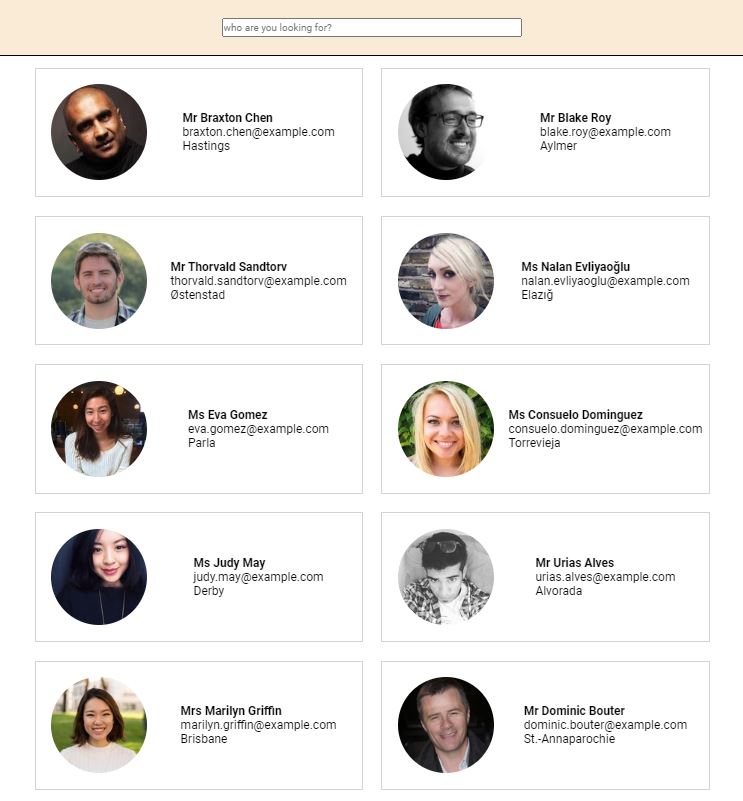 who are you looking for?
Mr Braxton Chen
braxton.chen@example.com
Hastings
Mr Blake Roy
blake.roy@example.com
Aylmer
Mr Thorvald Sandtorv
thorvald.sandtorv@example.com
Østenstad
Ms Nalan Evliyaoğlu
nalan.evliyaoglu@example.com
Elazığ
Ms Eva Gomez
eva.gomez@example.com
Parla
Ms Consuelo Dominguez
consuelo.dominguez@example.com
Torrevieja
Ms Judy May
judy.may@example.com
Derby
Mr Urias Alves
urias.alves@example.com
Alvorada
Mrs Marilyn Griffin
marilyn.griffin@example.com
Brisbane
Mr Dominic Bouter
dominic.bouter@example.com
St.-Annaparochie